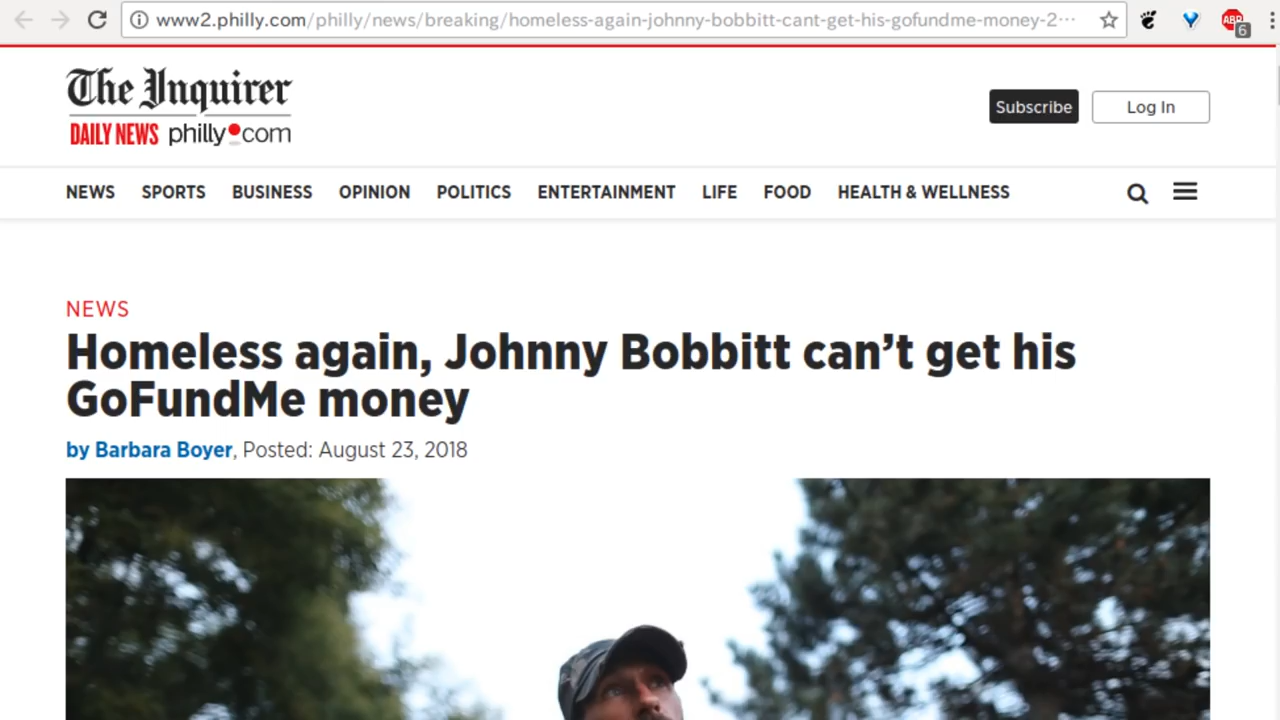 www2.philly.com/philly/news/breaking/homeless-again-johnny-bobbitt-cant-get-his-gofundme-money-2···
ABP
6
The Inquirer
DAILY NEWS philly.com
Subscribe
Log In
NEWS SPORTS BUSINESS OPINION POLITICS ENTERTAINMENT LIFE FOOD HEALTH & WELLNESS
NEWS
Homeless again, Johnny Bobbitt can’t get his
GoFundMe money
by Barbara Boyer, Posted: August 23, 2018